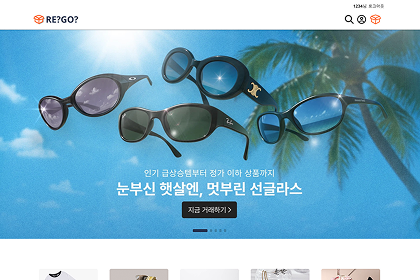 1234님 로그아웃
RE?GO?
인기 급상승템부터 정가 이하 상품까지
눈부신 햇살엔, 멋부린 선글라스
지금 거래하기 >